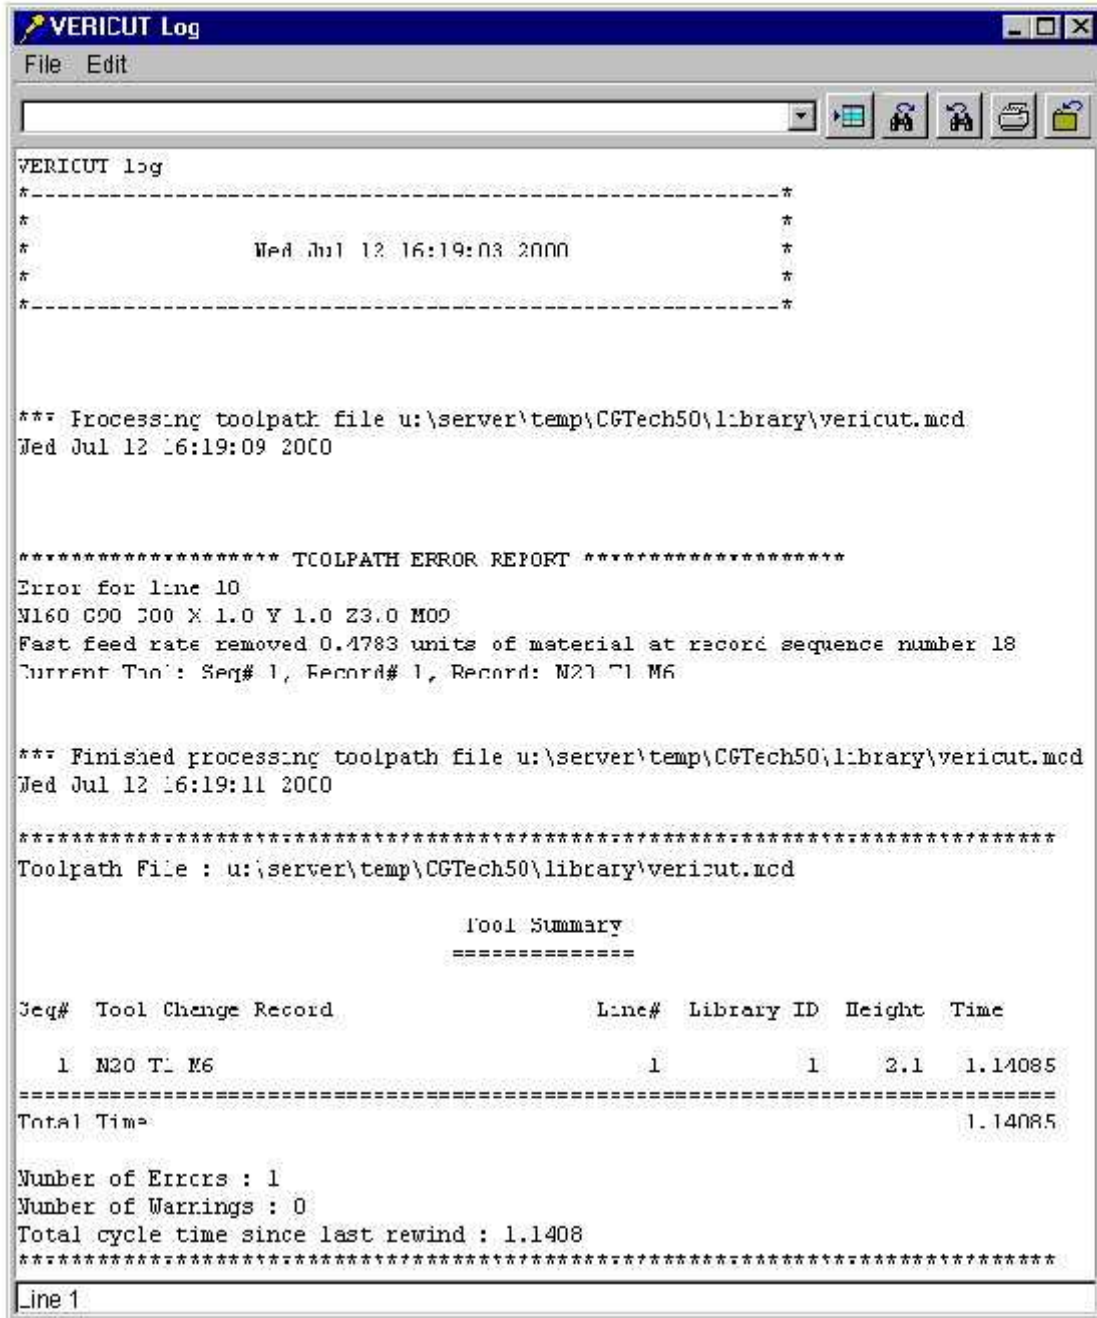 VERICUT Log
File Edit
VERICUT log
*---------------------------------------------------------*
* *
* Wed Jul 12 16:19:03 2000 *
* *
*---------------------------------------------------------*
*** Processing toolpath file u:\server\temp\CGTech50\library\vericut.mcd
Wed Jul 12 16:19:09 2000
******************** TOOLPATH ERROR REPORT ********************
Error for line 18
N160 G90 G00 X 1.0 Y 1.0 Z3.0 M09
Fast feed rate removed 0.4783 units of material at record sequence number 18
Current Tool: Seq# 1, Record# 1, Record: N20 T1 M6
*** Finished processing toolpath file u:\server\temp\CGTech50\library\vericut.mcd
Wed Jul 12 16:19:11 2000
*******************************************************************************
Toolpath File : u:\server\temp\CGTech50\library\vericut.mcd
Tool Summary
==============
Seq# Tool Change Record Line# Library ID Height Time
1 N20 T1 M6 1 1 2.1 1.14085
===============================================================================
Total Time 1.14085
Number of Errors : 1
Number of Warnings : 0
Total cycle time since last rewind : 1.1408
*******************************************************************************
Line 1